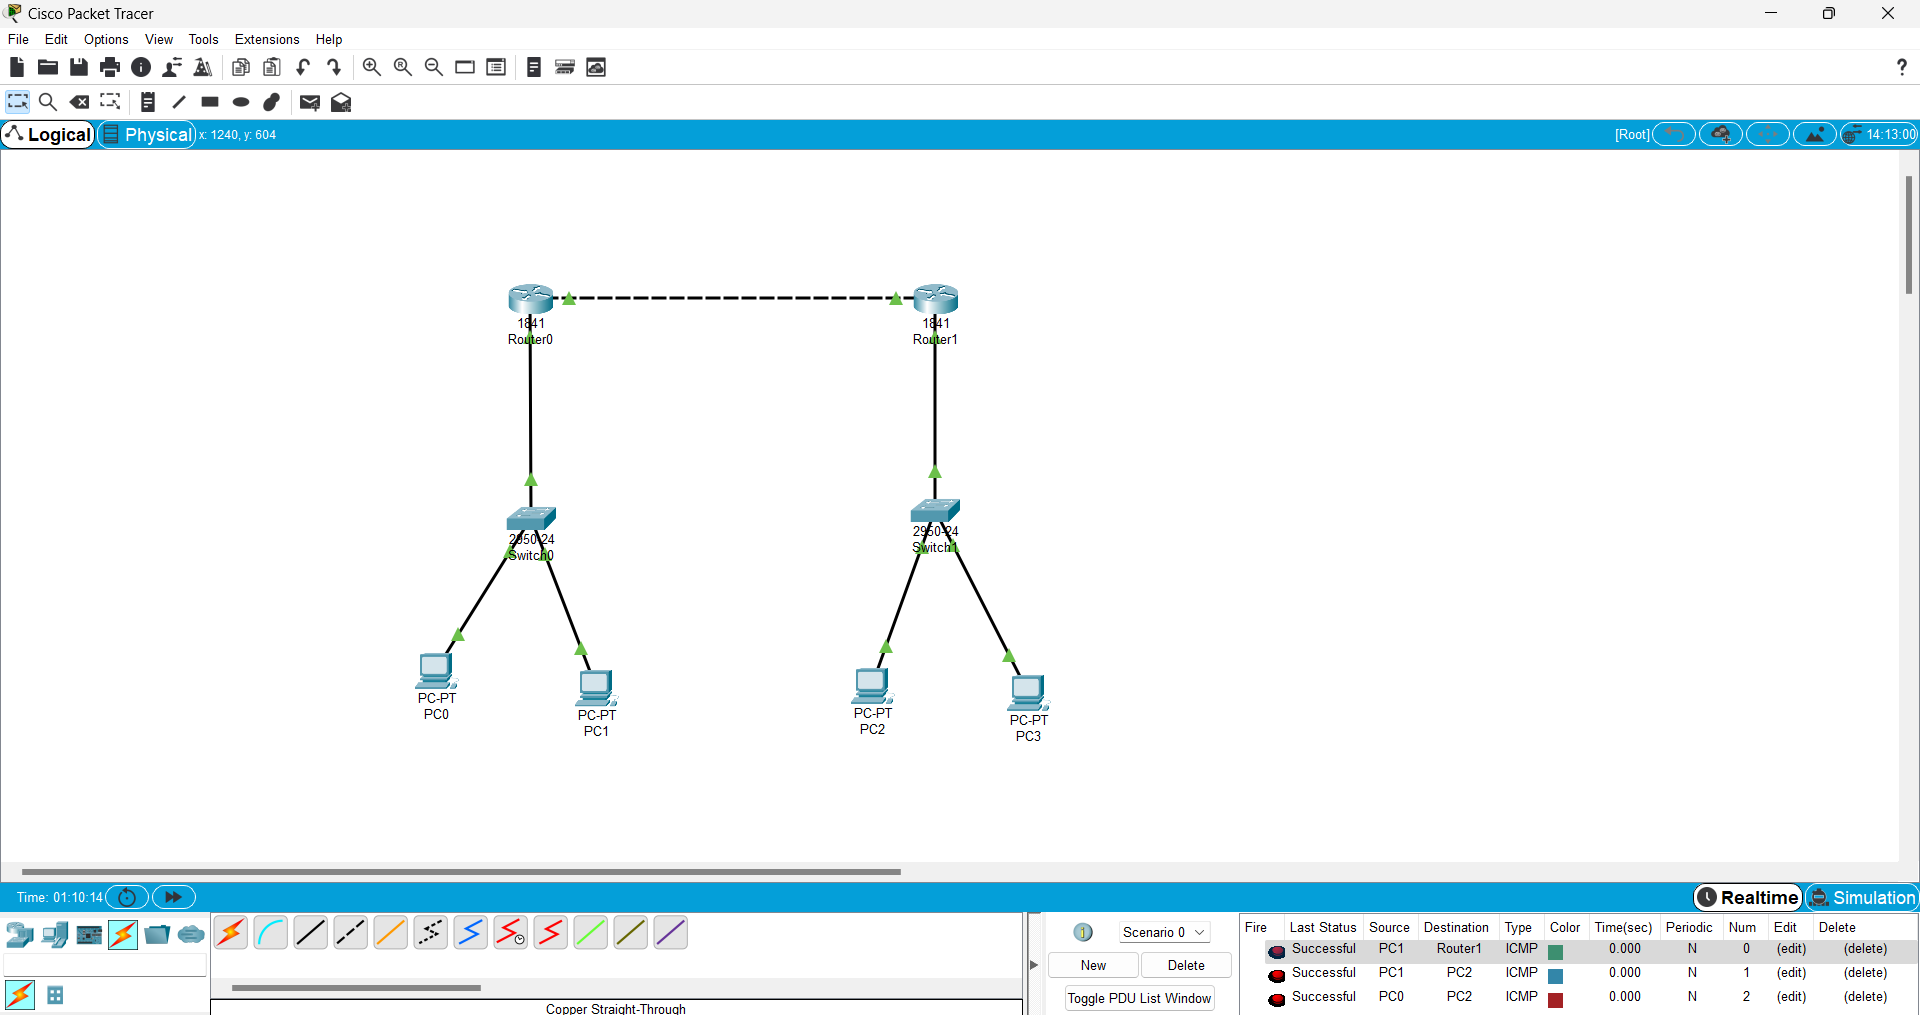 Cisco Packet Tracer
File Edit Options View Tools Extensions Help
Logical Physical x: 1240, y: 604 [Root] 14:13:00
1841
Router0
1841
Router1
2950-24
Switch0
2950-24
Switch1
PC-PT
PC0
PC-PT
PC1
PC-PT
PC2
PC-PT
PC3
Time: 01:10:14 Realtime Simulation
Scenario 0
New Delete
Toggle PDU List Window
Fire Last Status Source Destination Type Color Time(sec) Periodic Num Edit Delete
Successful PC1 Router1 ICMP 0.000 N 0 (edit) (delete)
Successful PC1 PC2 ICMP 0.000 N 1 (edit) (delete)
Successful PC0 PC2 ICMP 0.000 N 2 (edit) (delete)
Copper Straight-Through